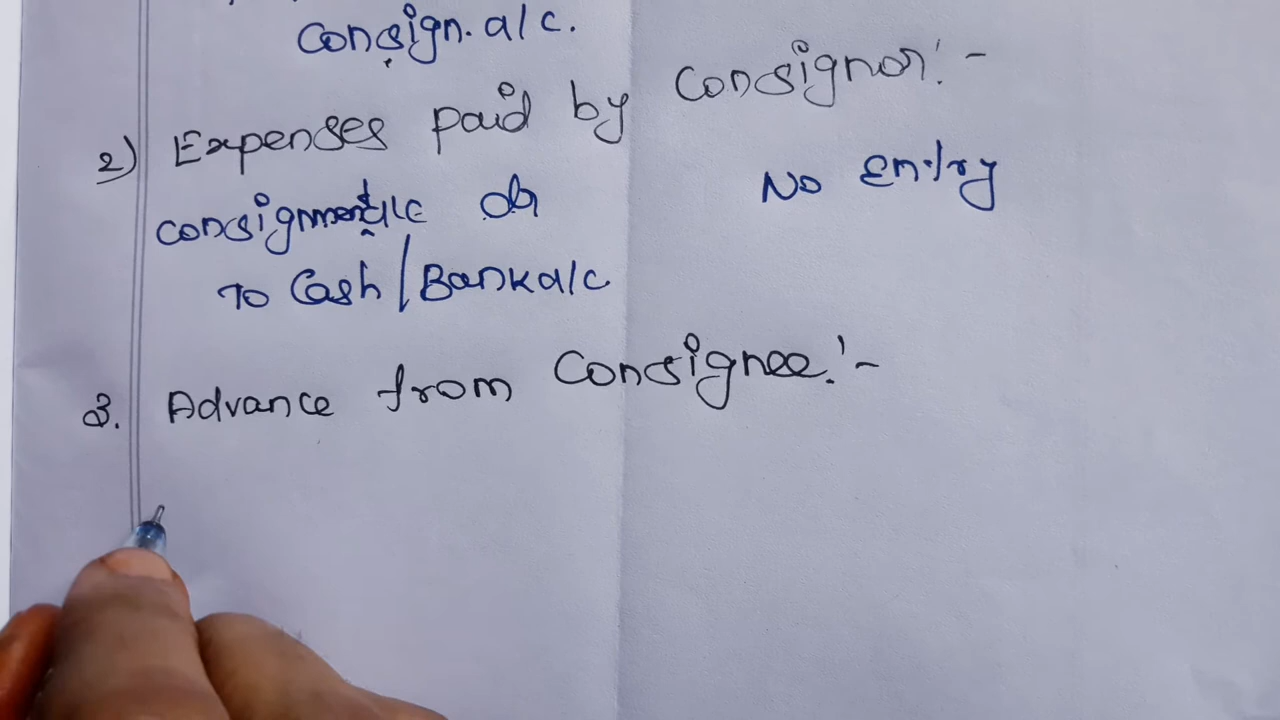 Consign. a/c.
2) Expenses paid by Consignor:-
consignment a/c dr No Entry
To Cash/Bank a/c
3. Advance from Consignee:-